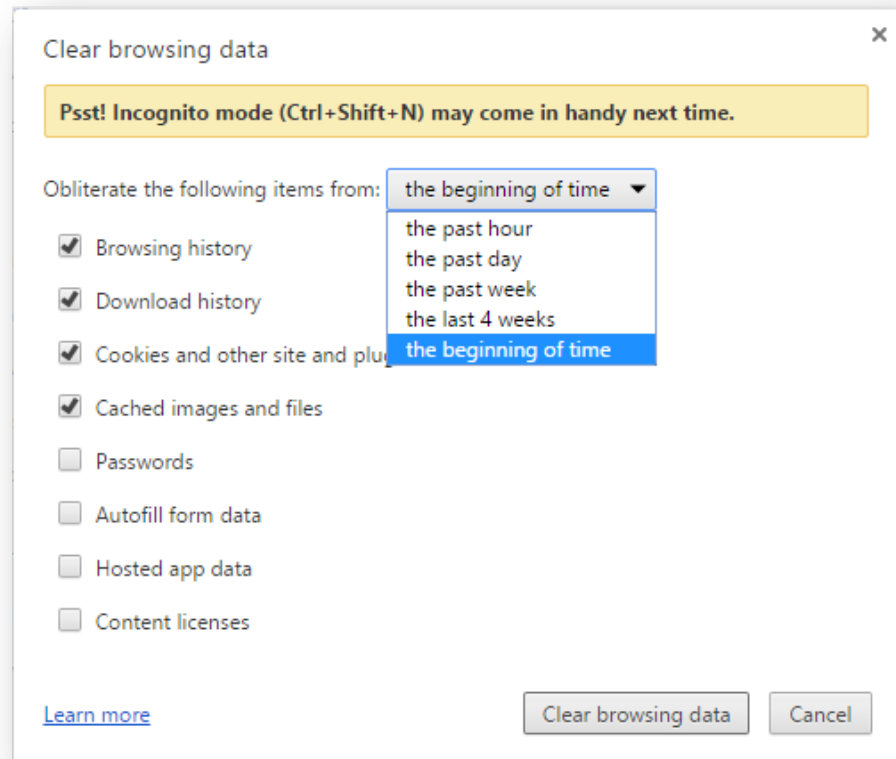 Clear browsing data
×
Psst! Incognito mode (Ctrl+Shift+N) may come in handy next time.
Obliterate the following items from: the beginning of time
the past hour
the past day
the past week
the last 4 weeks
the beginning of time
Browsing history
Download history
Cookies and other site and
Cached images and files
Passwords
Autofill form data
Hosted app data
Content licenses
Learn more Clear browsing data Cancel